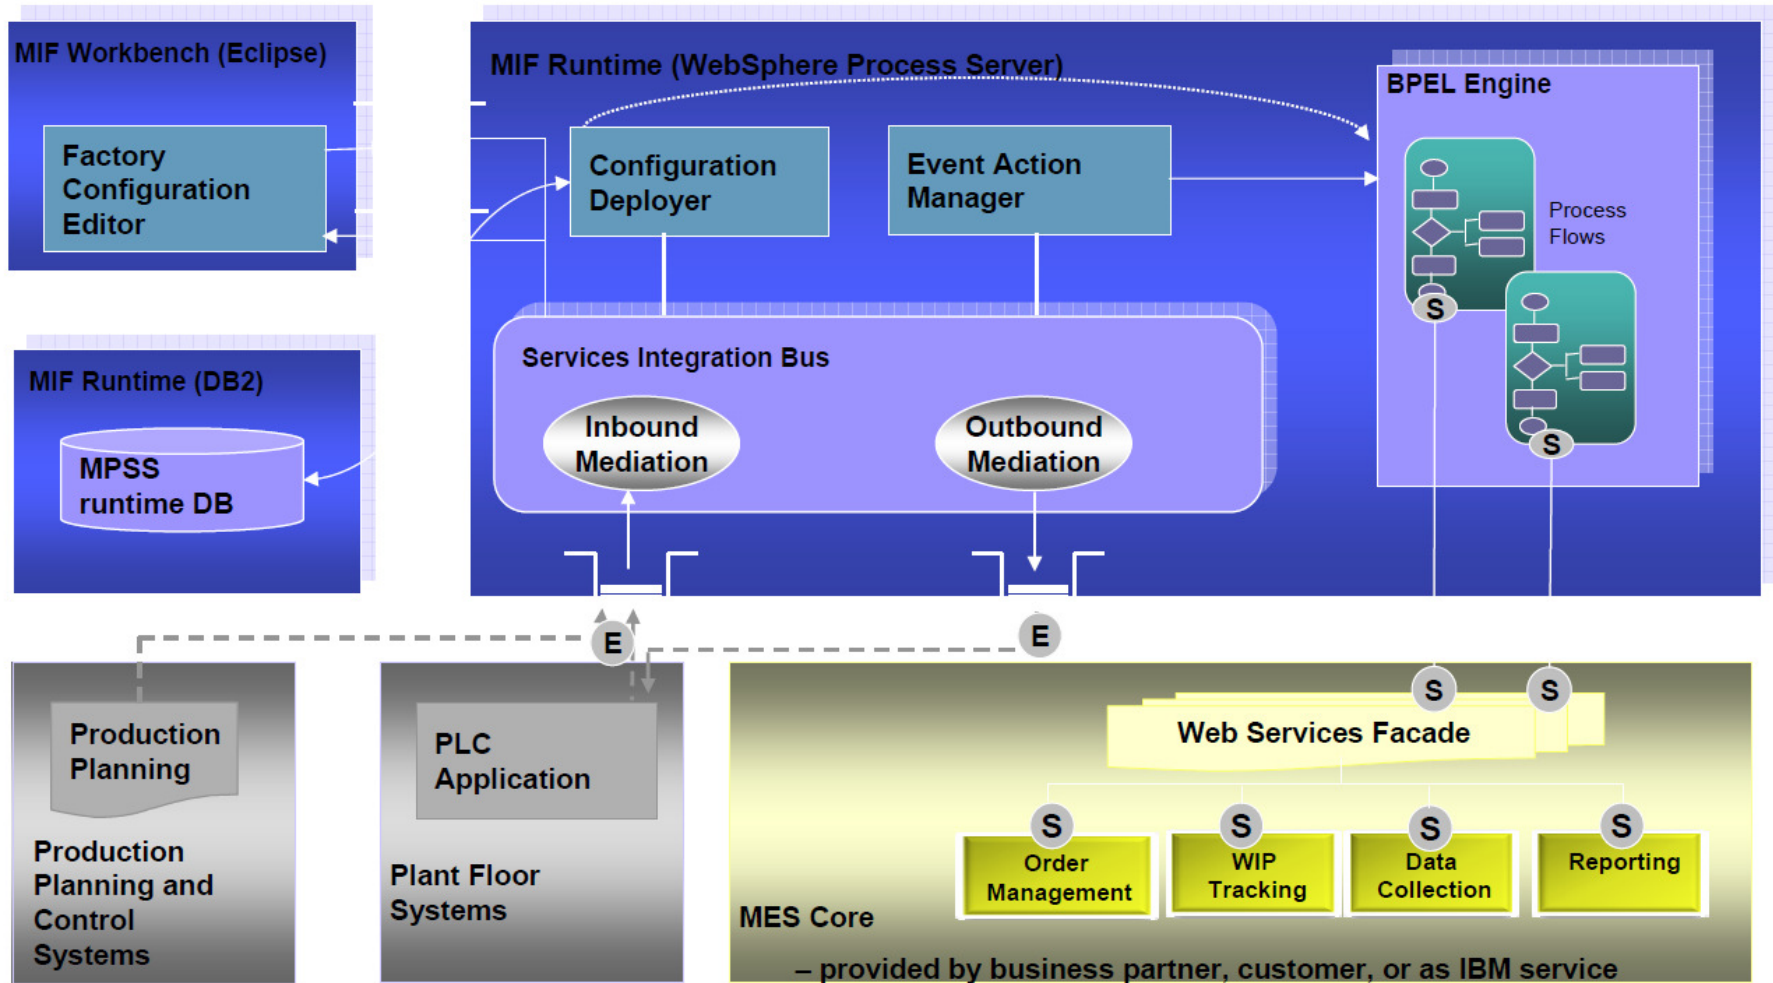 MIF Workbench (Eclipse)
Factory
Configuration
Editor
MIF Runtime (WebSphere Process Server)
Configuration
Deployer
Event Action
Manager
BPEL Engine
Process
Flows
S
S
Services Integration Bus
Inbound
Mediation
Outbound
Mediation
MIF Runtime (DB2)
MPSS
runtime DB
E
E
Production
Planning
Production
Planning and
Control
Systems
PLC
Application
Plant Floor
Systems
S
S
Web Services Facade
S
S
S
S
Order
Management
WIP
Tracking
Data
Collection
Reporting
MES Core
– provided by business partner, customer, or as IBM service